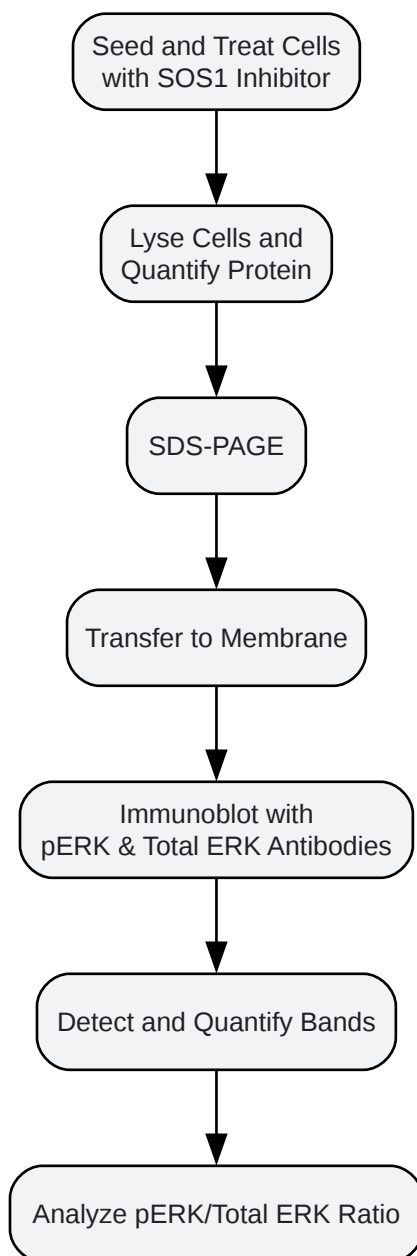 Seed and Treat Cells
with SOS1 Inhibitor
Lyse Cells and
Quantify Protein
SDS-PAGE
Transfer to Membrane
Immunoblot with
pERK & Total ERK Antibodies
Detect and Quantify Bands
Analyze pERK/Total ERK Ratio